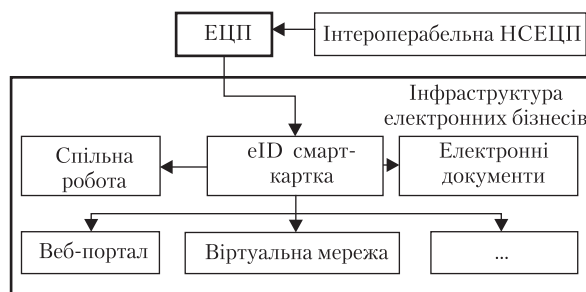 ЕЦП
Інтероперабельна НСЕЦП
Інфраструктура
електронних бізнесів
Спільна
робота
eID смарт-
картка
Електронні
документи
Веб-портал
Віртуальна мережа
...